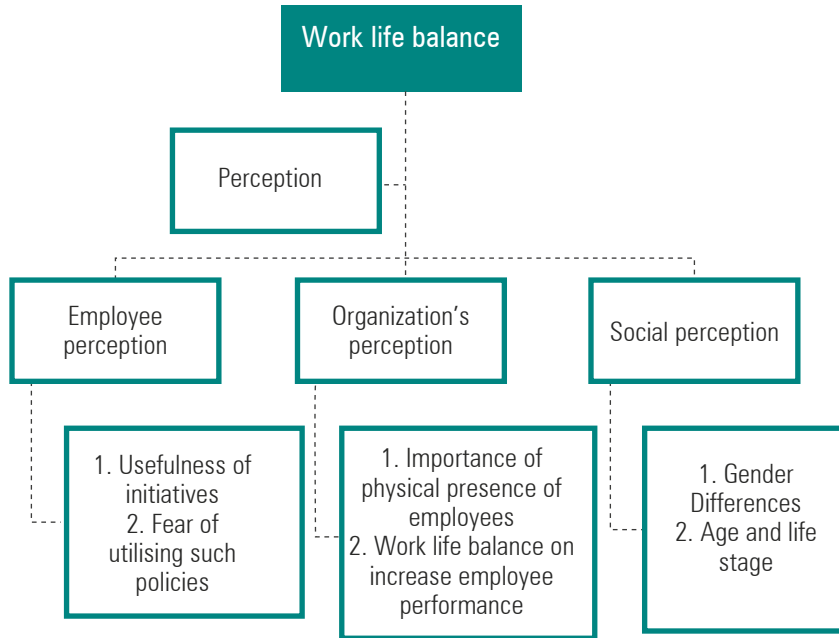 Work life balance
Perception
Employee
perception
Organization's
perception
Social perception
1. Usefulness of
initiatives
2. Fear of
utilising such
policies
1. Importance of
physical presence of
employees
2. Work life balance on
increase employee
performance
1. Gender
Differences
2. Age and life
stage